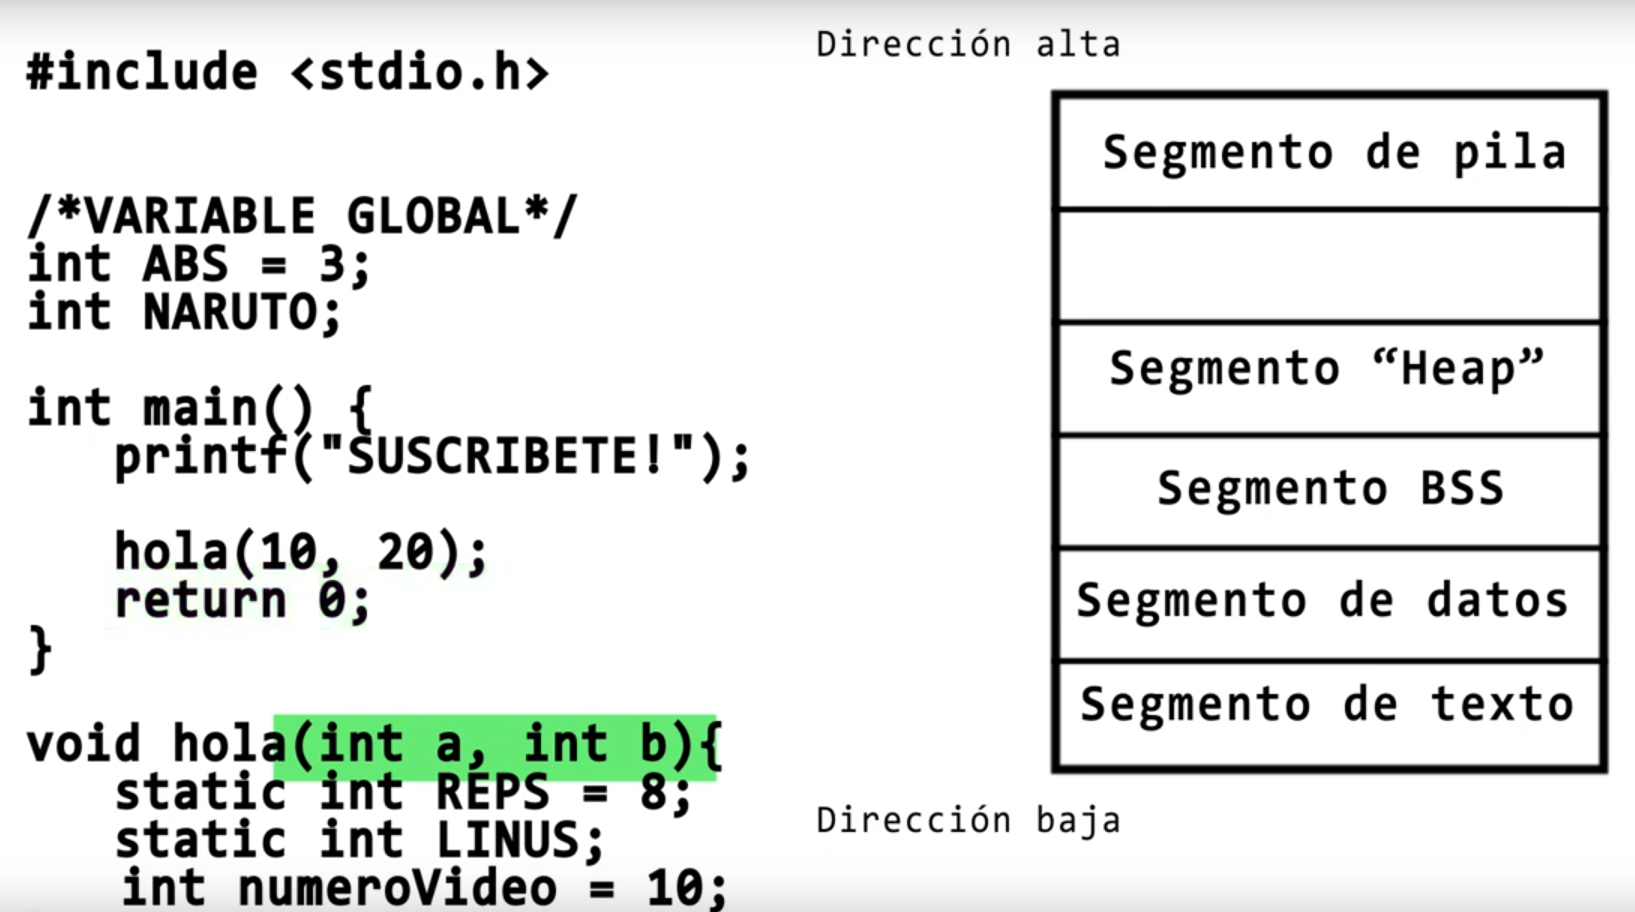 #include <stdio.h>
/*VARIABLE GLOBAL*/
int ABS = 3;
int NARUTO;
int main() {
printf("SUSCRIBETE!");
hola(10, 20);
return 0;
}
void hola(int a, int b){
static int REPS = 8;
static int LINUS;
int numeroVideo = 10;
Dirección alta
Segmento de pila
Segmento “Heap”
Segmento BSS
Segmento de datos
Segmento de texto
Dirección baja